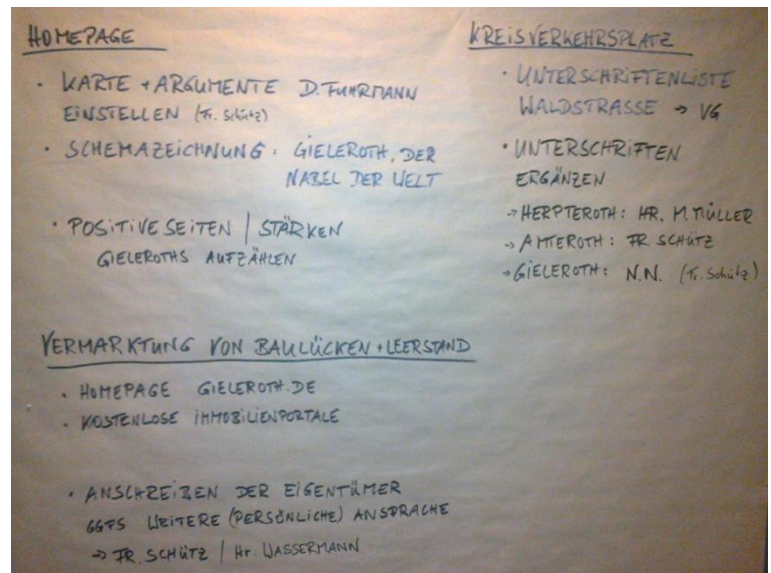 HOMEPAGE
· KARTE + ARGUMENTE D. FUHRMANN
EINSTELLEN (Fr. Schütz)
· SCHEMAZEICHNUNG: GIELEROTH, DER
NABEL DER WELT
· POSITIVE SEITEN | STÄRKEN
GIELEROTHS AUFZÄHLEN
KREISVERKEHRSPLATZ
· UNTERSCHRIFTENLISTE
WALDSTRASSE → VG
· UNTERSCHRIFTEN
ERGÄNZEN
→ HERPTEROTH: HR. M. MÜLLER
→ AMTEROTH: FR. SCHÜTZ
→ GIELEROTH: N.N. (Fr. Schütz)
VERMARKTUNG VON BAULÜCKEN + LEERSTAND
· HOMEPAGE GIELEROTH.DE
· KOSTENLOSE IMMOBILIENPORTALE
· ANSCHREIBEN DER EIGENTÜMER
GGFS WEITERE (PERSÖNLICHE) ANSPRACHE
→ FR. SCHÜTZ | Hr. WASSERMANN